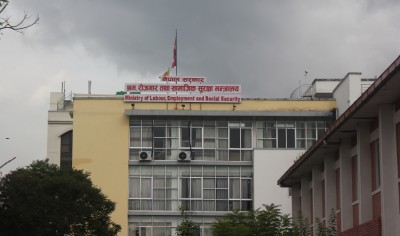 नेपाल सरकार
श्रम, रोजगार तथा सामाजिक सुरक्षा मन्त्रालय
Ministry of Labour, Employment and Social Security